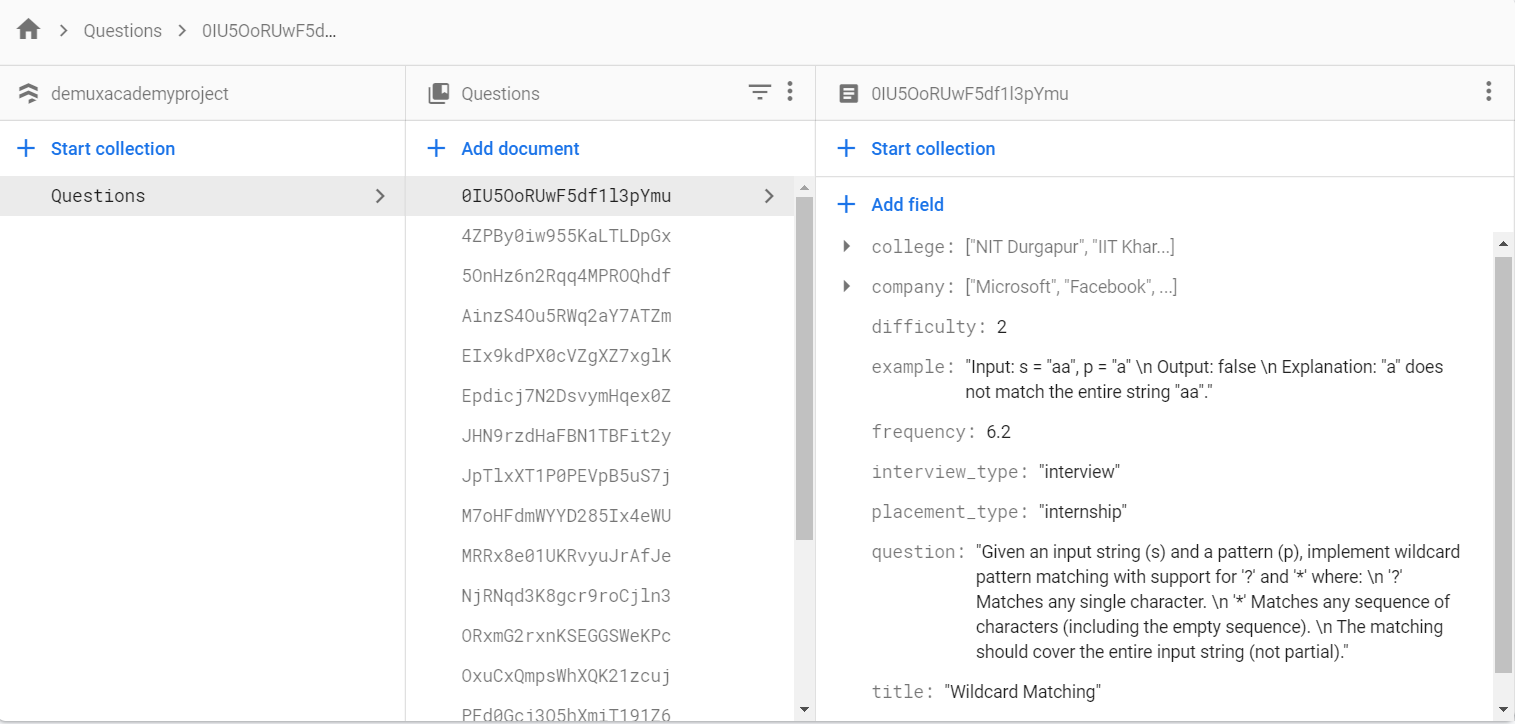 Questions
0IU5OoRUwF5d...
demuxacademyproject
Start collection
Questions
Questions
Add document
0IU5OoRUwF5df1l3pYmu
4ZPBy0iw955KaLTLDpGx
5OnHz6n2Rqq4MPROQhdf
AinzS4Ou5RWq2aY7ATZm
EIx9kdPX0cVZgXZ7xglK
Epdicj7N2DsvymHqex0Z
JHN9rzdHaFBN1TBFit2y
JpTlxXT1P0PEVpB5uS7j
M7oHFdmWYYD285Ix4eWU
MRRx8e01UKRvyuJrAfJe
NjRNqd3K8gcr9roCjln3
ORxmG2rxnKSEGGSWeKPc
OxuCxQmpsWhXQK21zcuj
PEd0Gcj3O5hXmiT191Z6
0IU5OoRUwF5df1l3pYmu
Start collection
Add field
college: ["NIT Durgapur", "IIT Khar...]
company: ["Microsoft", "Facebook", ...]
difficulty: 2
example: "Input: s = "aa", p = "a" \n Output: false \n Explanation: "a" does
not match the entire string "aa"."
frequency: 6.2
interview_type: "interview"
placement_type: "internship"
question: "Given an input string (s) and a pattern (p), implement wildcard
pattern matching with support for '?' and '*' where: \n '?'
Matches any single character. \n '*' Matches any sequence of
characters (including the empty sequence). \n The matching
should cover the entire input string (not partial)."
title: "Wildcard Matching"